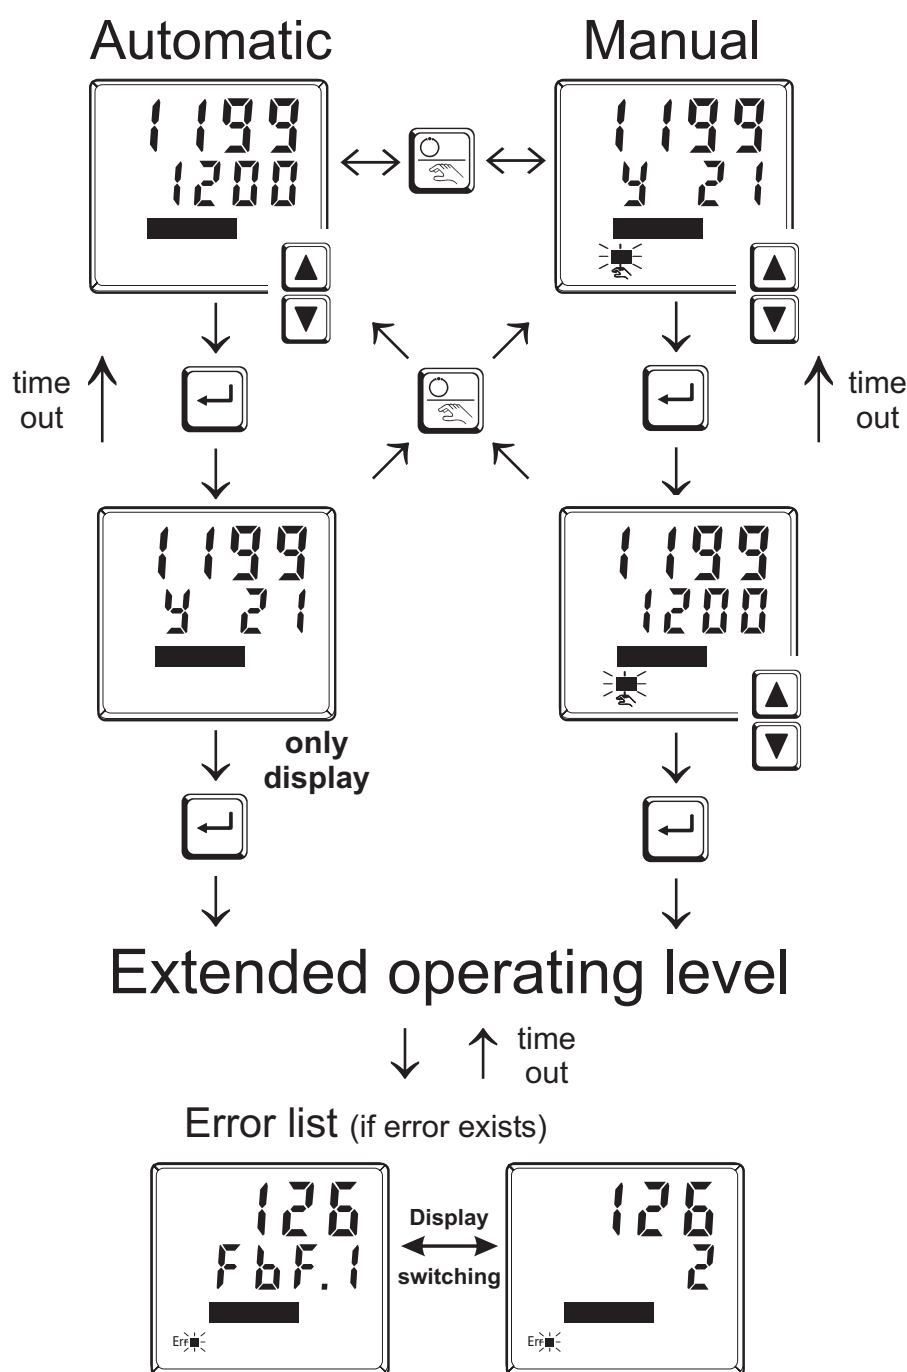 Automatic
Manual
1199
1200
1199
y 21
time
out
time
out
1199
y 21
1199
1200
only
display
Extended operating level
time
out
Error list (if error exists)
126
FbF.1
Err
Display
switching
126
2
Err